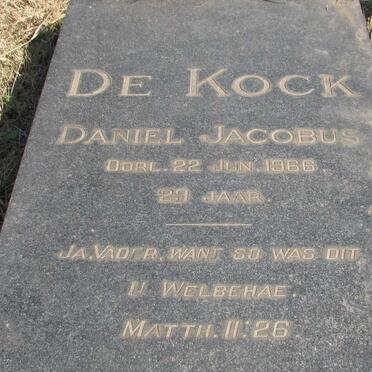 DE KOCK
DANIEL JACOBUS
OORL. 22 JUN. 1966
23 JAAR.
JA, VADER, WANT SO WAS DIT
U WELBEHAE.
MATTH. 11:26